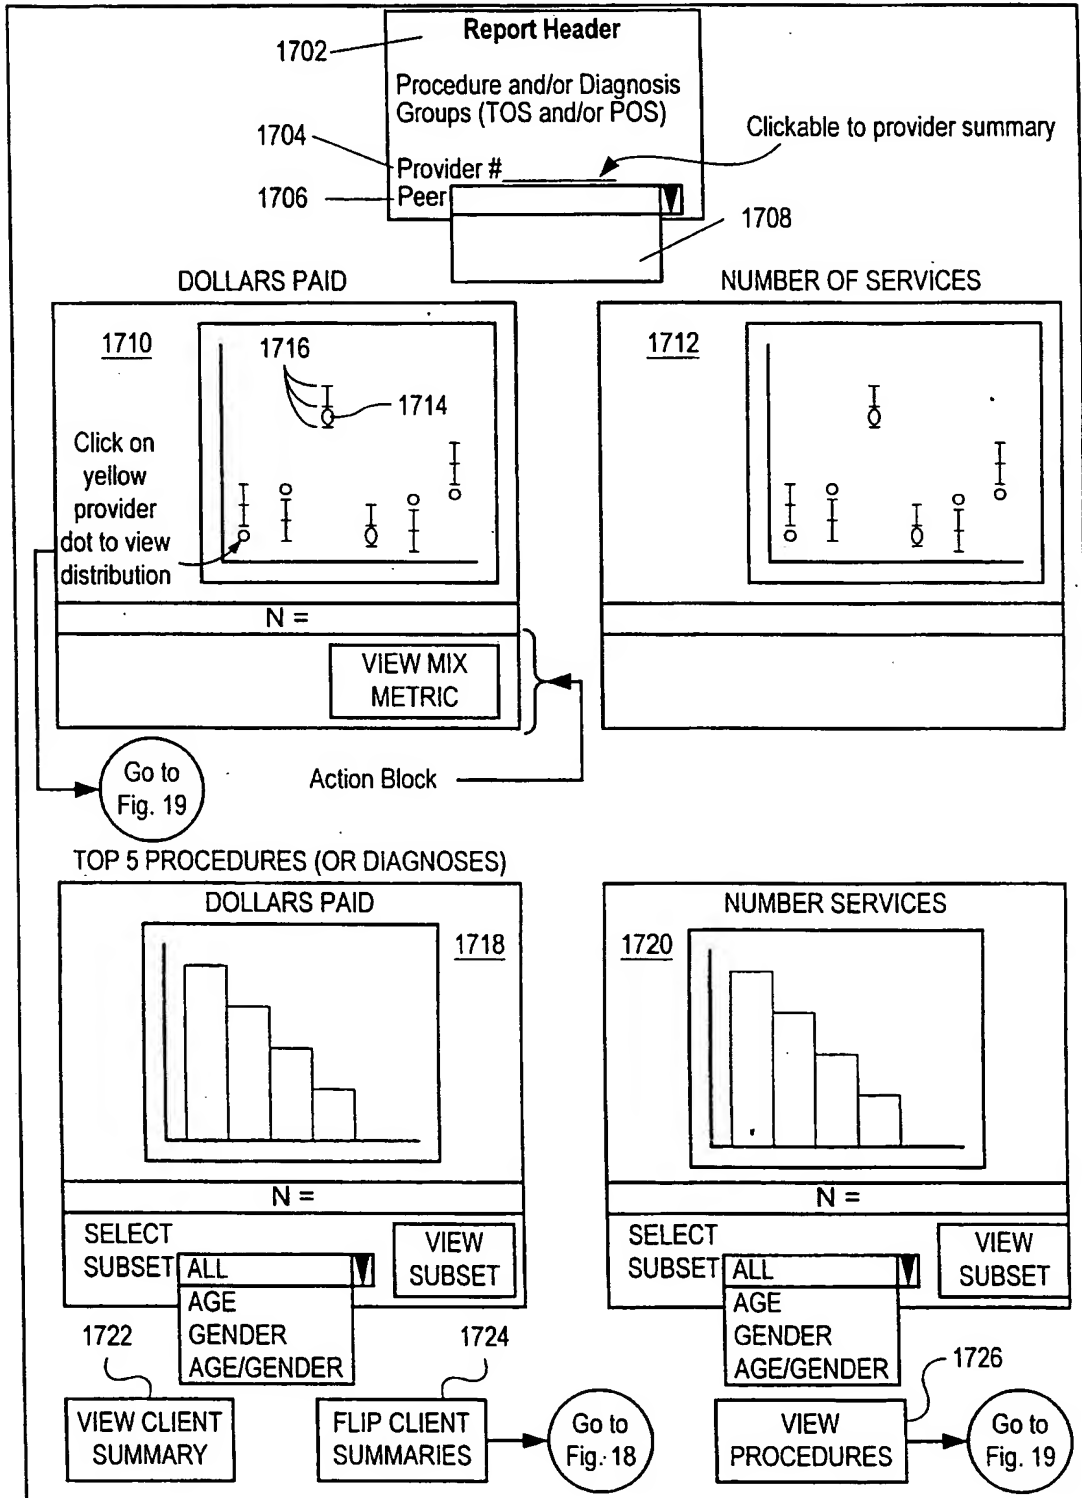 Report Header
1702
Procedure and/or Diagnosis
Groups (TOS and/or POS)
Clickable to provider summary
1704
Provider #
1706
Peer
1708
DOLLARS PAID
NUMBER OF SERVICES
1710
1716
1714
Click on
yellow
provider
dot to view
distribution
1712
N =
VIEW MIX
METRIC
Action Block
Go to
Fig. 19
TOP 5 PROCEDURES (OR DIAGNOSES)
DOLLARS PAID
1718
NUMBER SERVICES
1720
N =
N =
SELECT
SUBSET
ALL
AGE
GENDER
AGE/GENDER
VIEW
SUBSET
SELECT
SUBSET
ALL
AGE
GENDER
AGE/GENDER
VIEW
SUBSET
1722
1724
1726
VIEW CLIENT
SUMMARY
FLIP CLIENT
SUMMARIES
Go to
Fig. 18
VIEW
PROCEDURES
Go to
Fig. 19